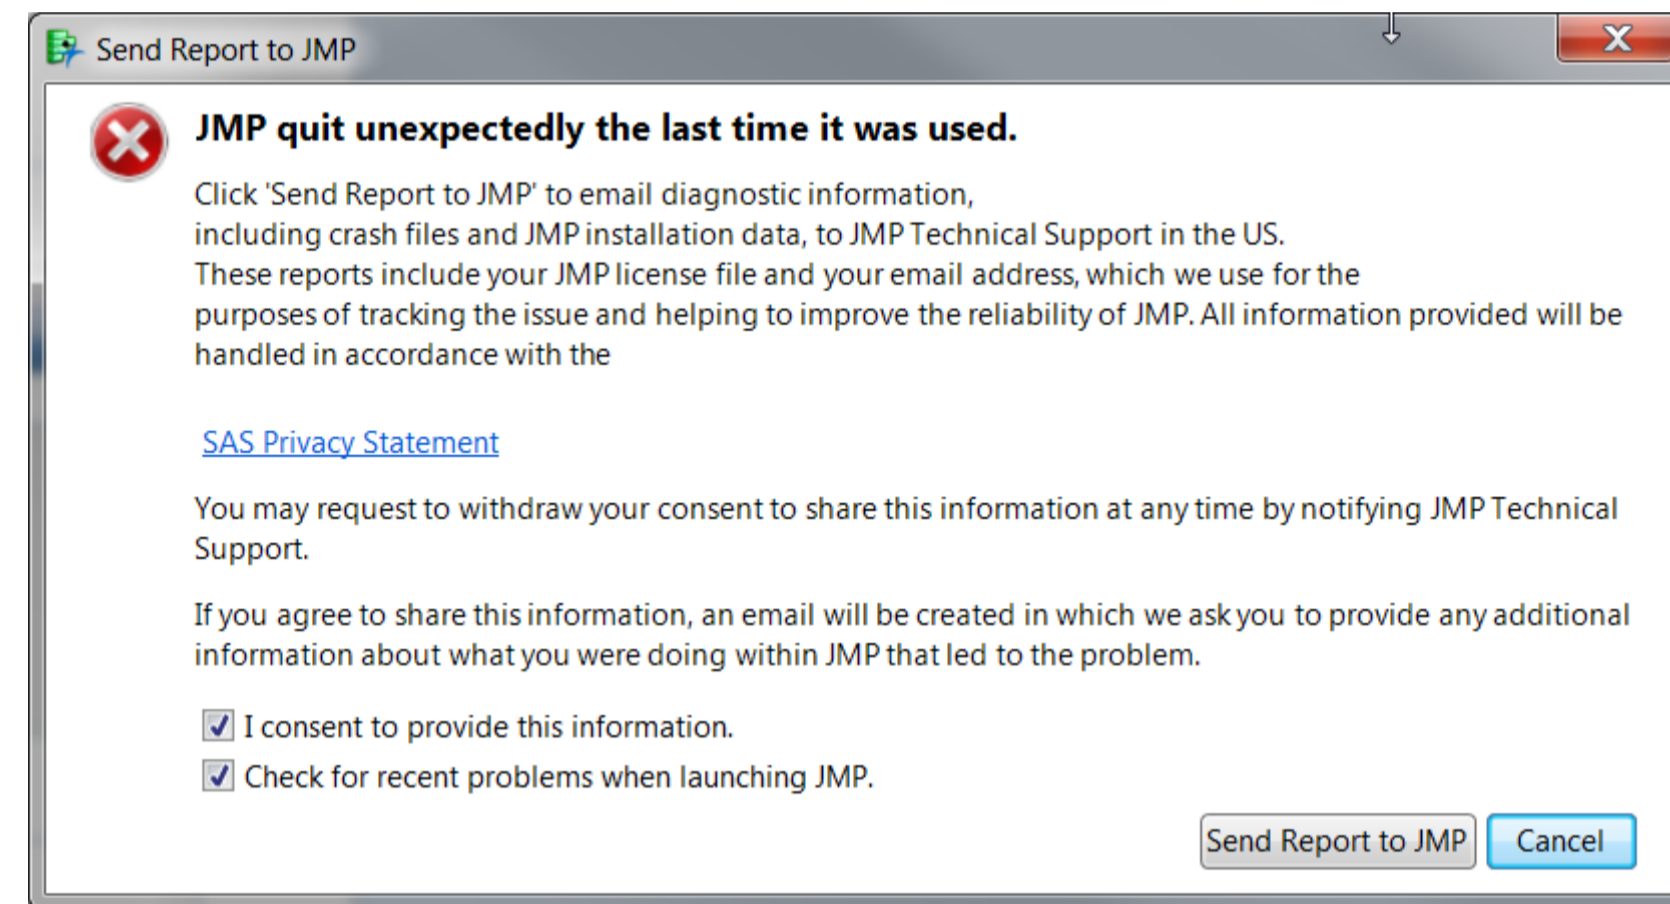 Send Report to JMP
JMP quit unexpectedly the last time it was used.
Click 'Send Report to JMP' to email diagnostic information,
including crash files and JMP installation data, to JMP Technical Support in the US.
These reports include your JMP license file and your email address, which we use for the
purposes of tracking the issue and helping to improve the reliability of JMP. All information provided will be
handled in accordance with the
SAS Privacy Statement
You may request to withdraw your consent to share this information at any time by notifying JMP Technical
Support.
If you agree to share this information, an email will be created in which we ask you to provide any additional
information about what you were doing within JMP that led to the problem.
I consent to provide this information.
Check for recent problems when launching JMP.
Send Report to JMP Cancel